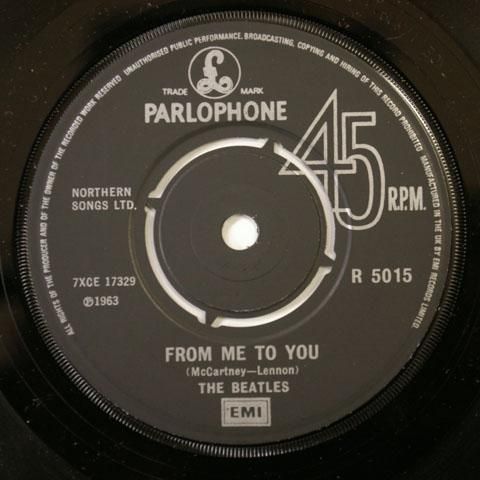 ALL RIGHTS OF THE PRODUCER AND OF THE OWNER OF THE RECORDED WORK RESERVED. UNAUTHORISED PUBLIC PERFORMANCE, BROADCASTING, COPYING AND HIRING OF THIS RECORD PROHIBITED. MANUFACTURED IN THE UK BY EMI RECORDS LIMITED
£
TRADE MARK
PARLOPHONE
45
R.P.M.
NORTHERN
SONGS LTD.
7XCE 17329
℗1963
R 5015
FROM ME TO YOU
(McCartney—Lennon)
THE BEATLES
EMI